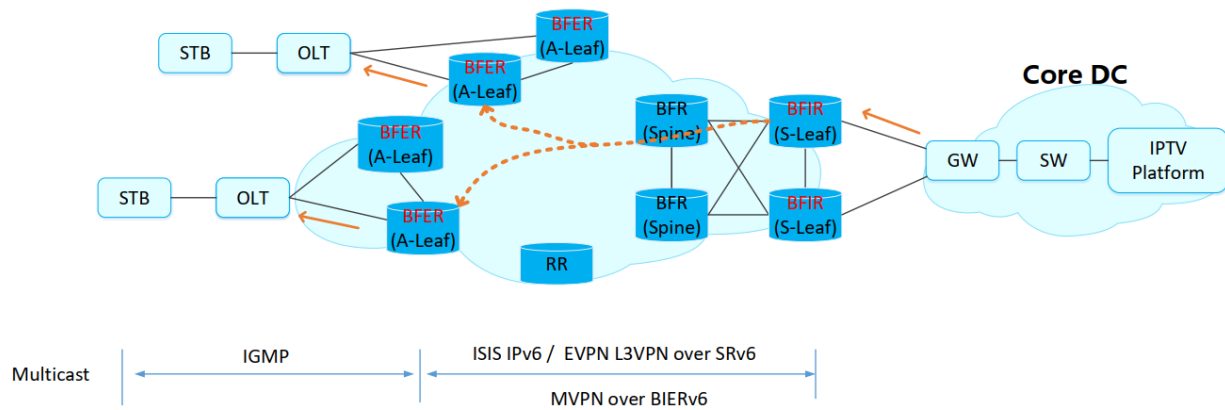 BFER
(A-Leaf)
STB
OLT
BFER
(A-Leaf)
Core DC
BFR
(Spine)
BFIR
(S-Leaf)
BFER
(A-Leaf)
GW
SW
IPTV
Platform
STB
OLT
BFER
(A-Leaf)
BFR
(Spine)
BFIR
(S-Leaf)
RR
IGMP
ISIS IPv6 / EVPN L3VPN over SRv6
Multicast
MVPN over BIERv6